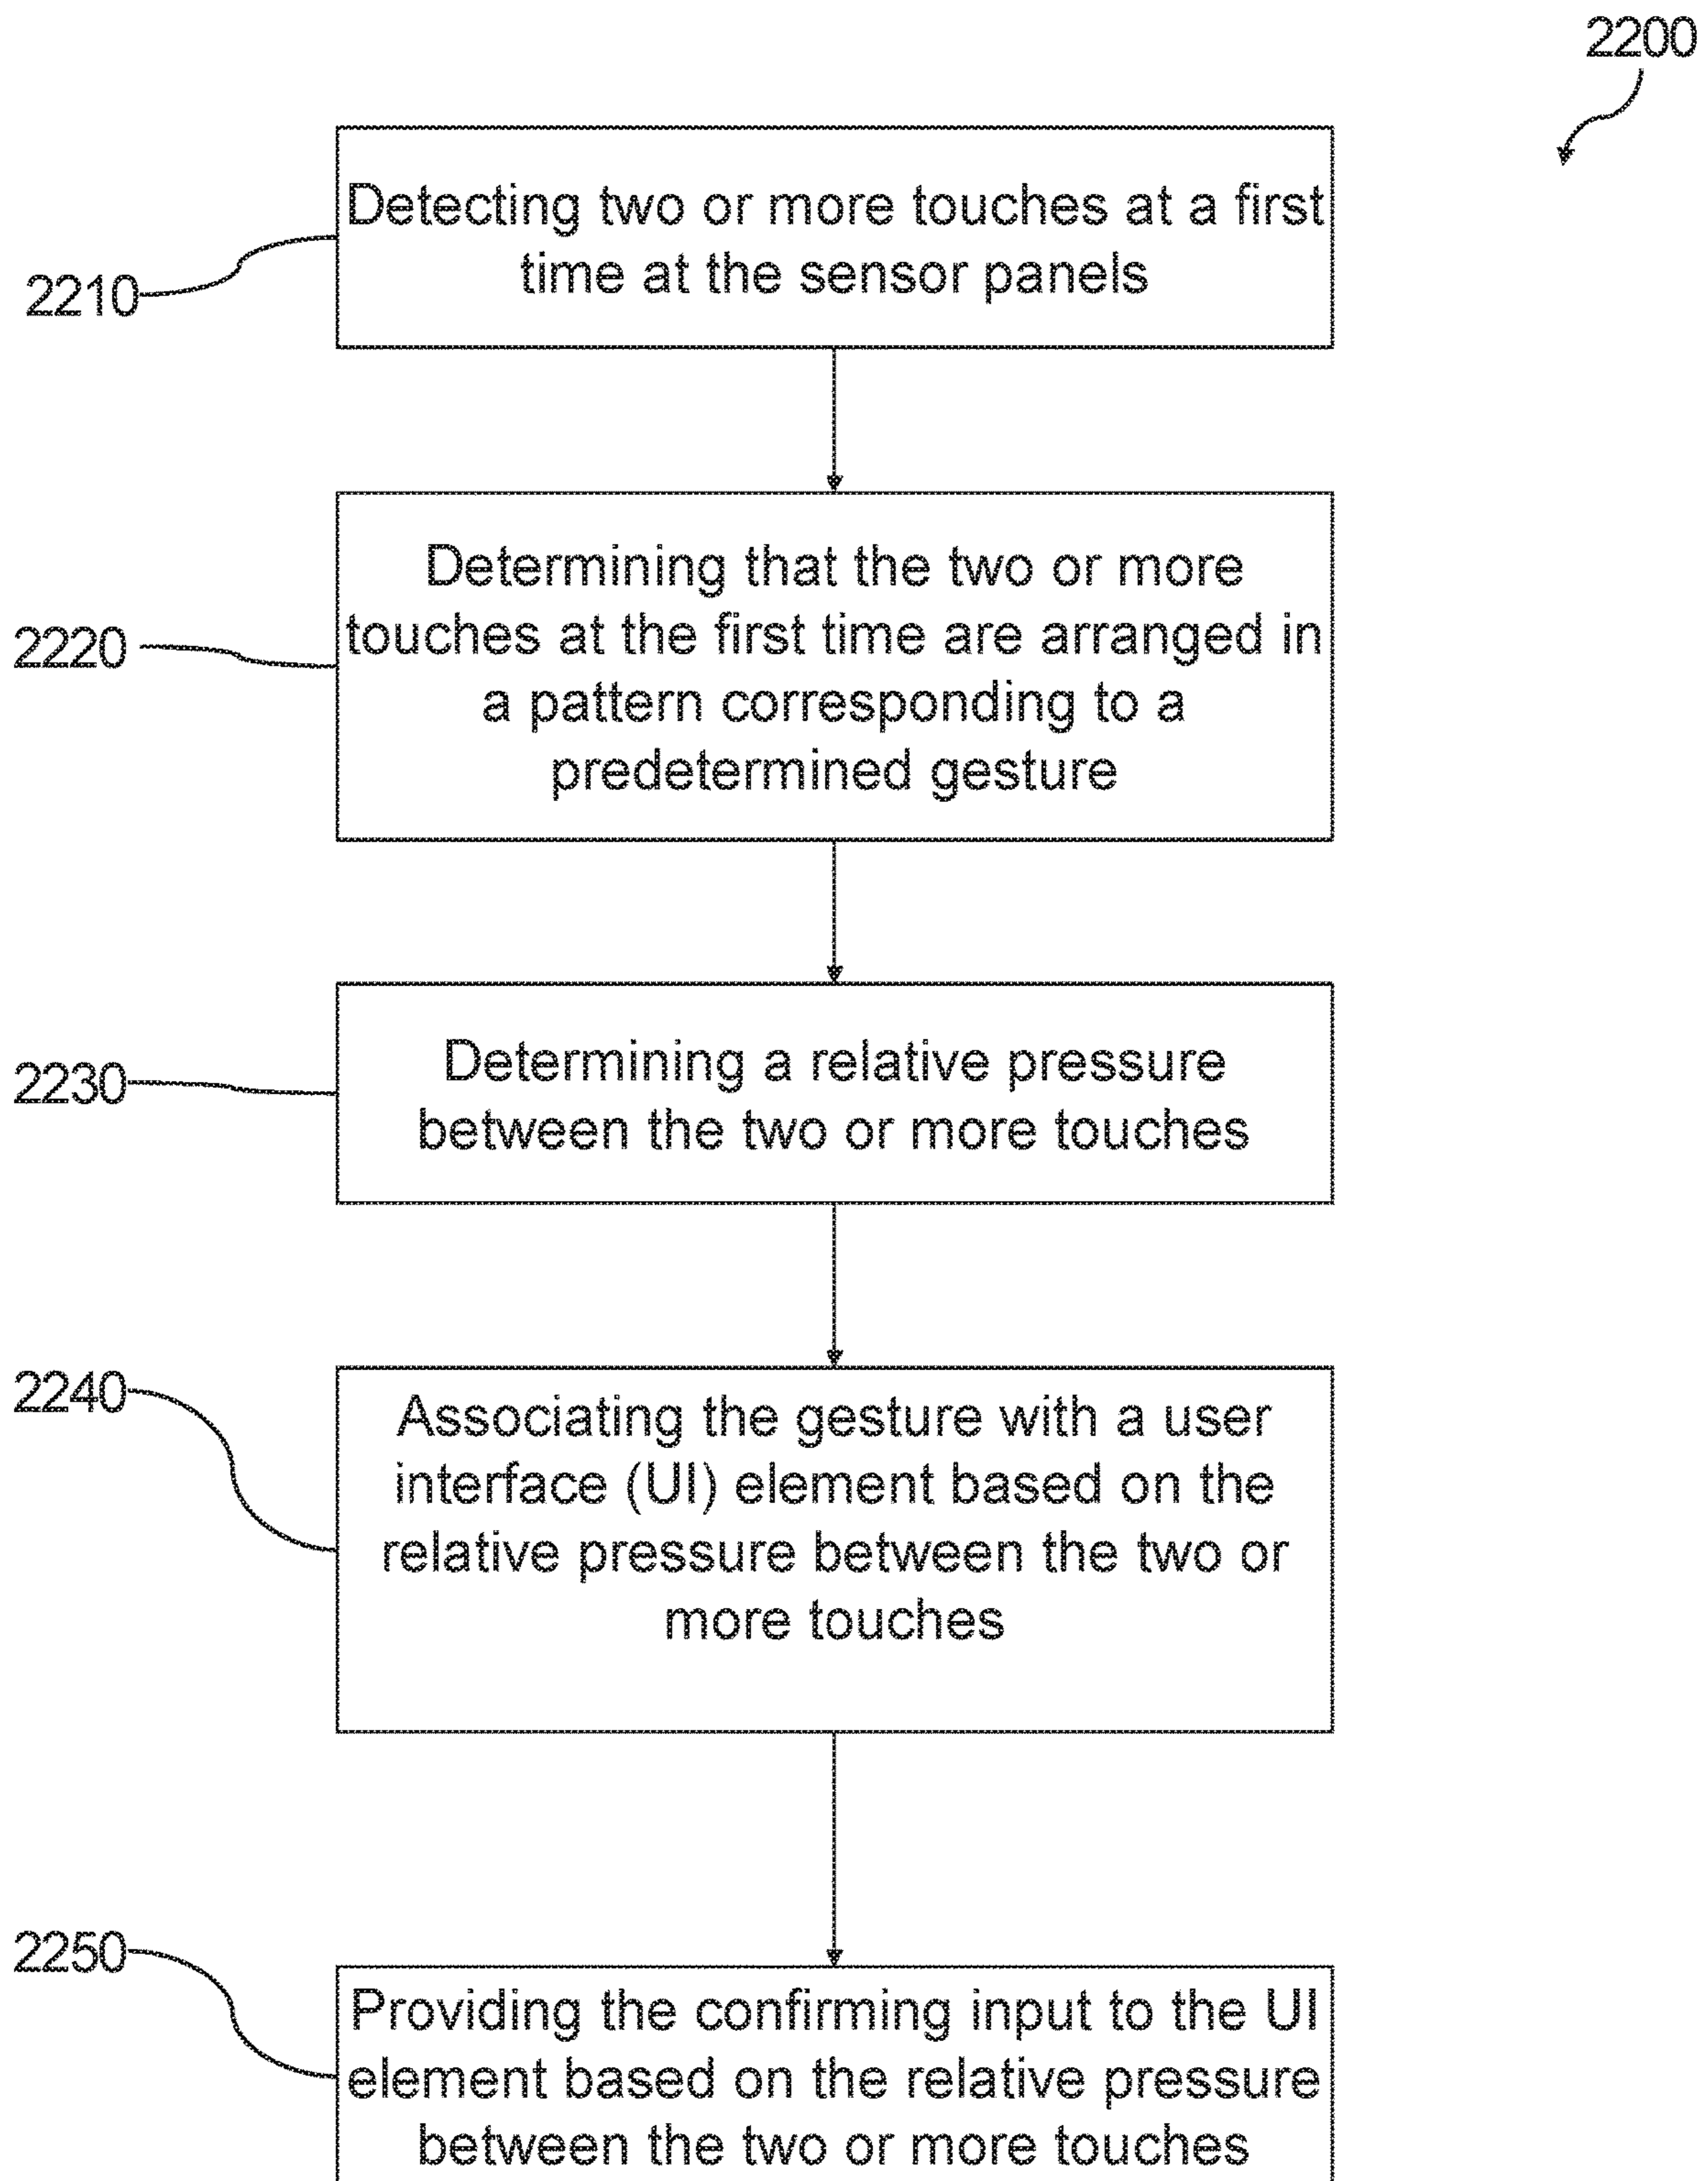 2200
Detecting two or more touches at a first
time at the sensor panels
2210
Determining that the two or more
touches at the first time are arranged in
a pattern corresponding to a
predetermined gesture
2220
Determining a relative pressure
between the two or more touches
2230
Associating the gesture with a user
interface (UI) element based on the
relative pressure between the two or
more touches
2240
Providing the confirming input to the UI
element based on the relative pressure
between the two or more touches
2250